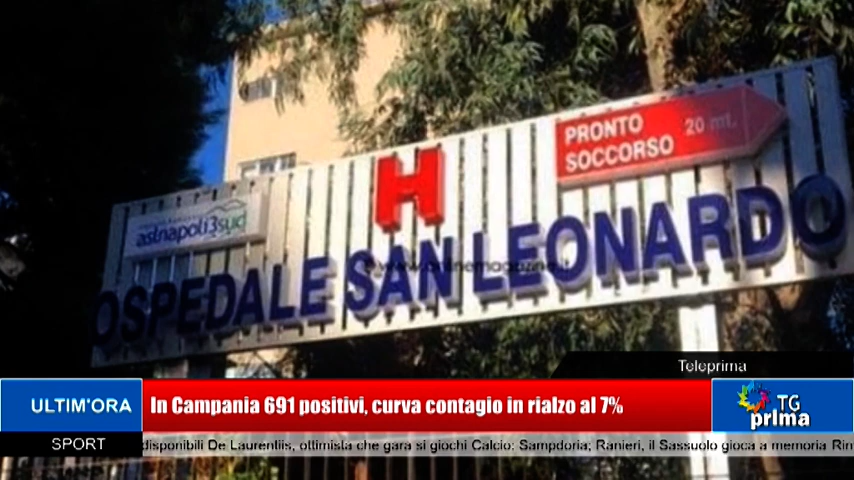 PRONTO 20 mt.
SOCCORSO
H
aslnapoli3sud
OSPEDALE SAN LEONARDO
Teleprima
ULTIM'ORA In Campania 691 positivi, curva contagio in rialzo al 7%
TG
prima
SPORT disponibili De Laurentiis, ottimista che gara si giochi Calcio: Sampdoria; Ranieri, il Sassuolo gioca a memoria Rin